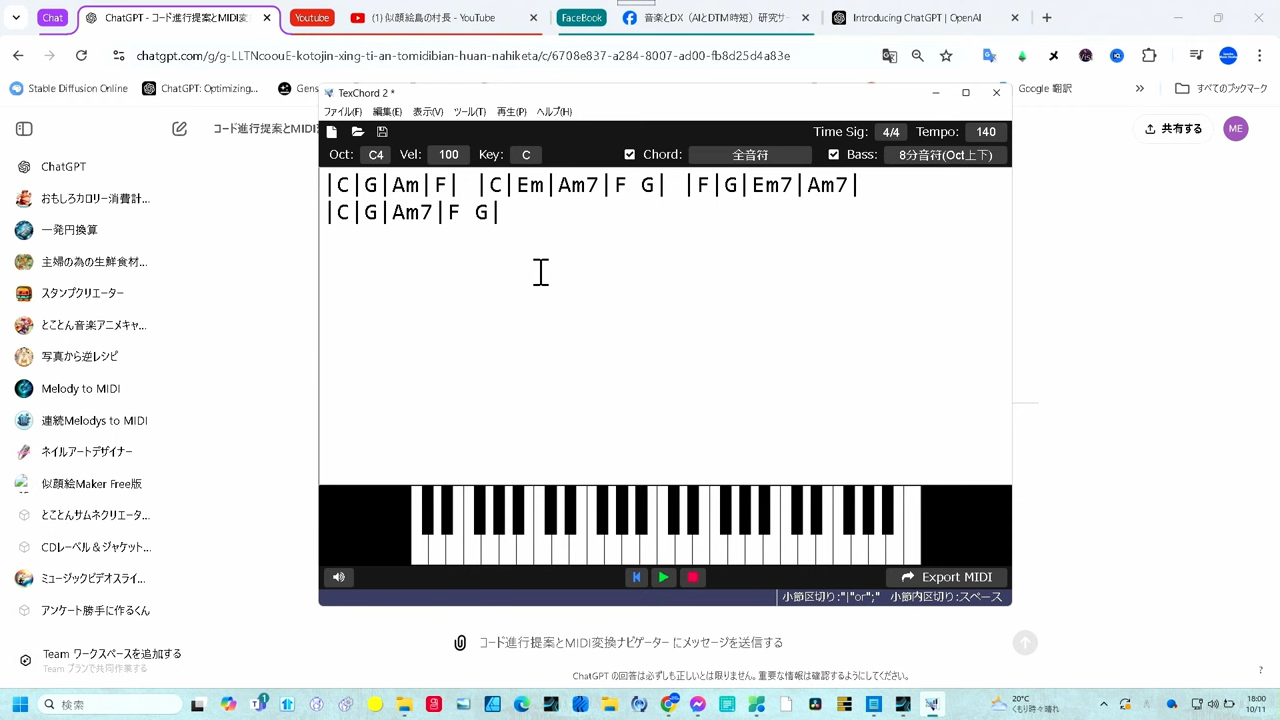 Chat
ChatGPT - コード進行提案とMIDI変
Youtube
(1) 似顔絵島の村長 - YouTube
FaceBook
音楽とDX（AIとDTM時短）研究サ-
Introducing ChatGPT | OpenAI
chatgpt.com/g/g-LLTNcoouE-kotojin-xing-ti-an-tomidibian-huan-nahiketa/c/6708e837-a284-8007-ad00-fb8d25d4a83e
Stable Diffusion Online
ChatGPT: Optimizing...
Gens
Google 翻訳
»
すべてのブックマーク
コード進行提案とMIDI
共有する
ME
ChatGPT
おもしろカロリー消費計...
一発円換算
主婦の為の生鮮食材...
スタンプクリエーター
とことん音楽アニメキャ...
写真から逆レシピ
Melody to MIDI
連続Melodys to MIDI
ネイルアートデザイナー
似顔絵Maker Free版
とことんサムネクリエータ...
CDレーベル＆ジャケット...
ミュージックビデオスライ...
アンケート勝手に作るくん
Team ワークスペースを追加する
Team プランで共同作業する
TexChord 2 *
ファイル(F) 編集(E) 表示(V) ツール(T) 再生(P) ヘルプ(H)
Time Sig: 4/4 Tempo: 140
Oct: C4 Vel: 100 Key: C Chord: 全音符 Bass: 8分音符(Oct上下)
|C|G|Am|F| |C|Em|Am7|F G| |F|G|Em7|Am7|
|C|G|Am7|F G|
Export MIDI
小節区切り:"|"or";" 小節内区切り:スペース
コード進行提案とMIDI変換ナビゲーター にメッセージを送信する
ChatGPT の回答は必ずしも正しいとは限りません。重要な情報は確認するようにしてください。
?
検索
20°C
くもり時々晴れ
18:00
10/11